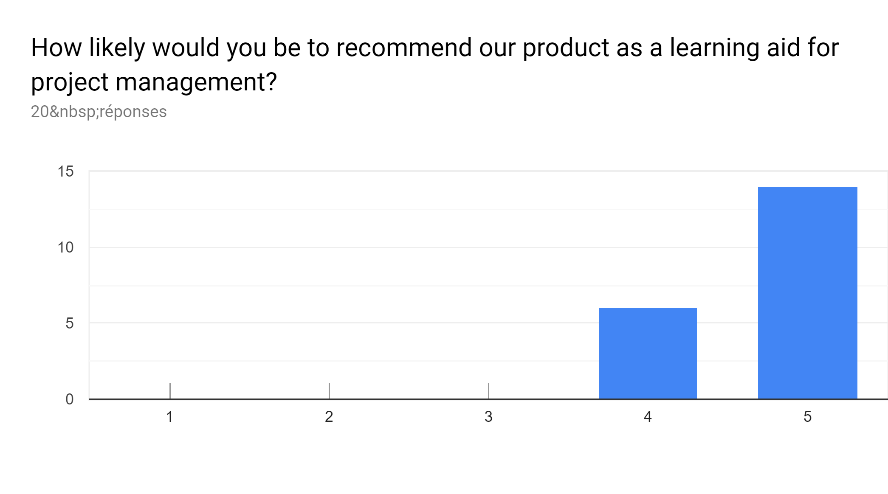 How likely would you be to recommend our product as a learning aid for
project management?
20&nbsp;réponses
15
10
5
0
1 2 3 4 5